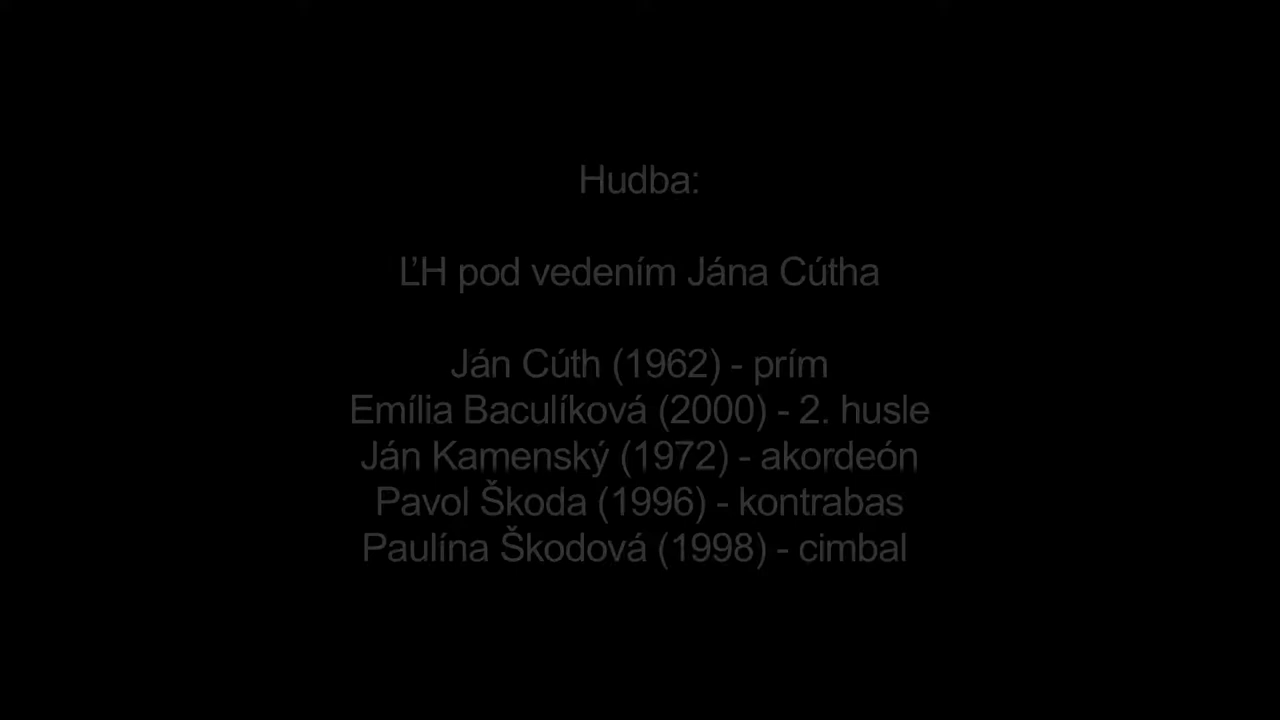 Hudba:
ĽH pod vedením Jána Cútha
Ján Cúth (1962) - prím
Emília Baculíková (2000) - 2. husle
Ján Kamenský (1972) - akordeón
Pavol Škoda (1996) - kontrabas
Paulína Škodová (1998) - cimbal